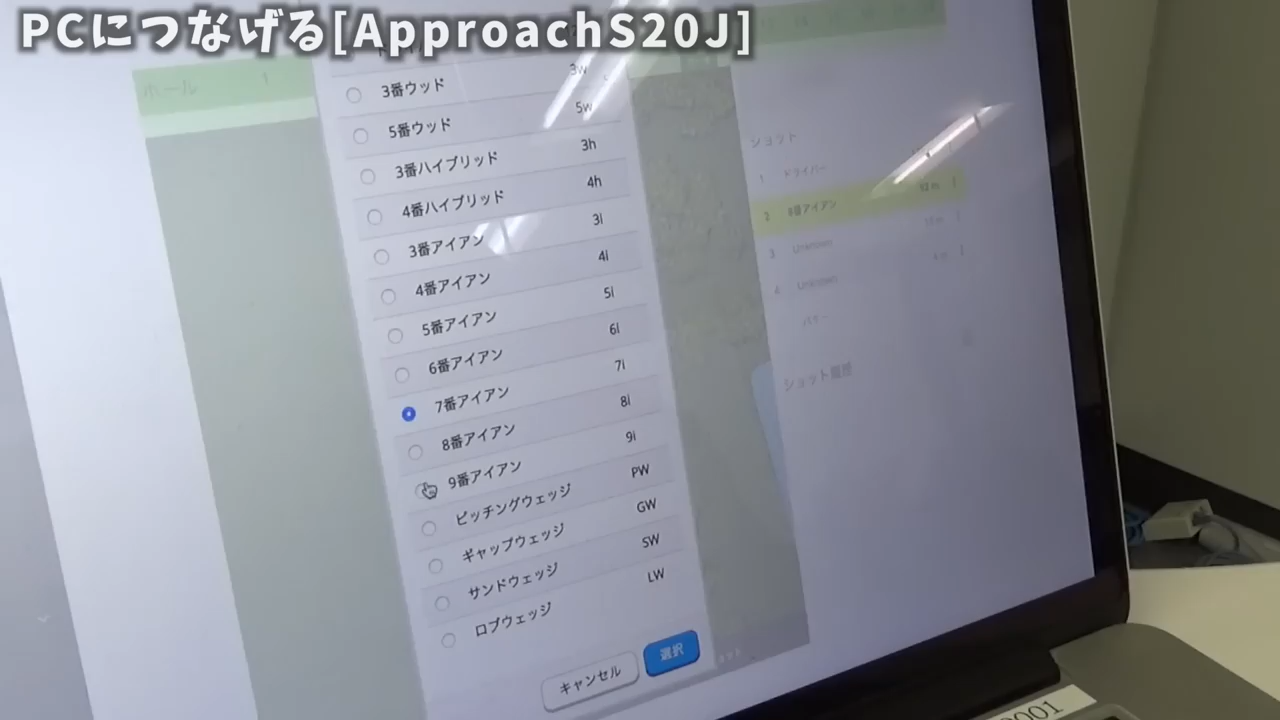 PCにつなげる[ApproachS20J]
ホール 1
3w
3番ウッド
5w
5番ウッド
3h
3番ハイブリッド
4h
4番ハイブリッド
3i
3番アイアン
4i
4番アイアン
5i
5番アイアン
6i
6番アイアン
7i
7番アイアン
8i
8番アイアン
9i
9番アイアン
PW
ピッチングウェッジ
GW
ギャップウェッジ
SW
サンドウェッジ
LW
ロブウェッジ
キャンセル
選択
ショット
1 ドライバー
2 8番アイアン
3 Unknown
4 Unknown
パター
ショット履歴